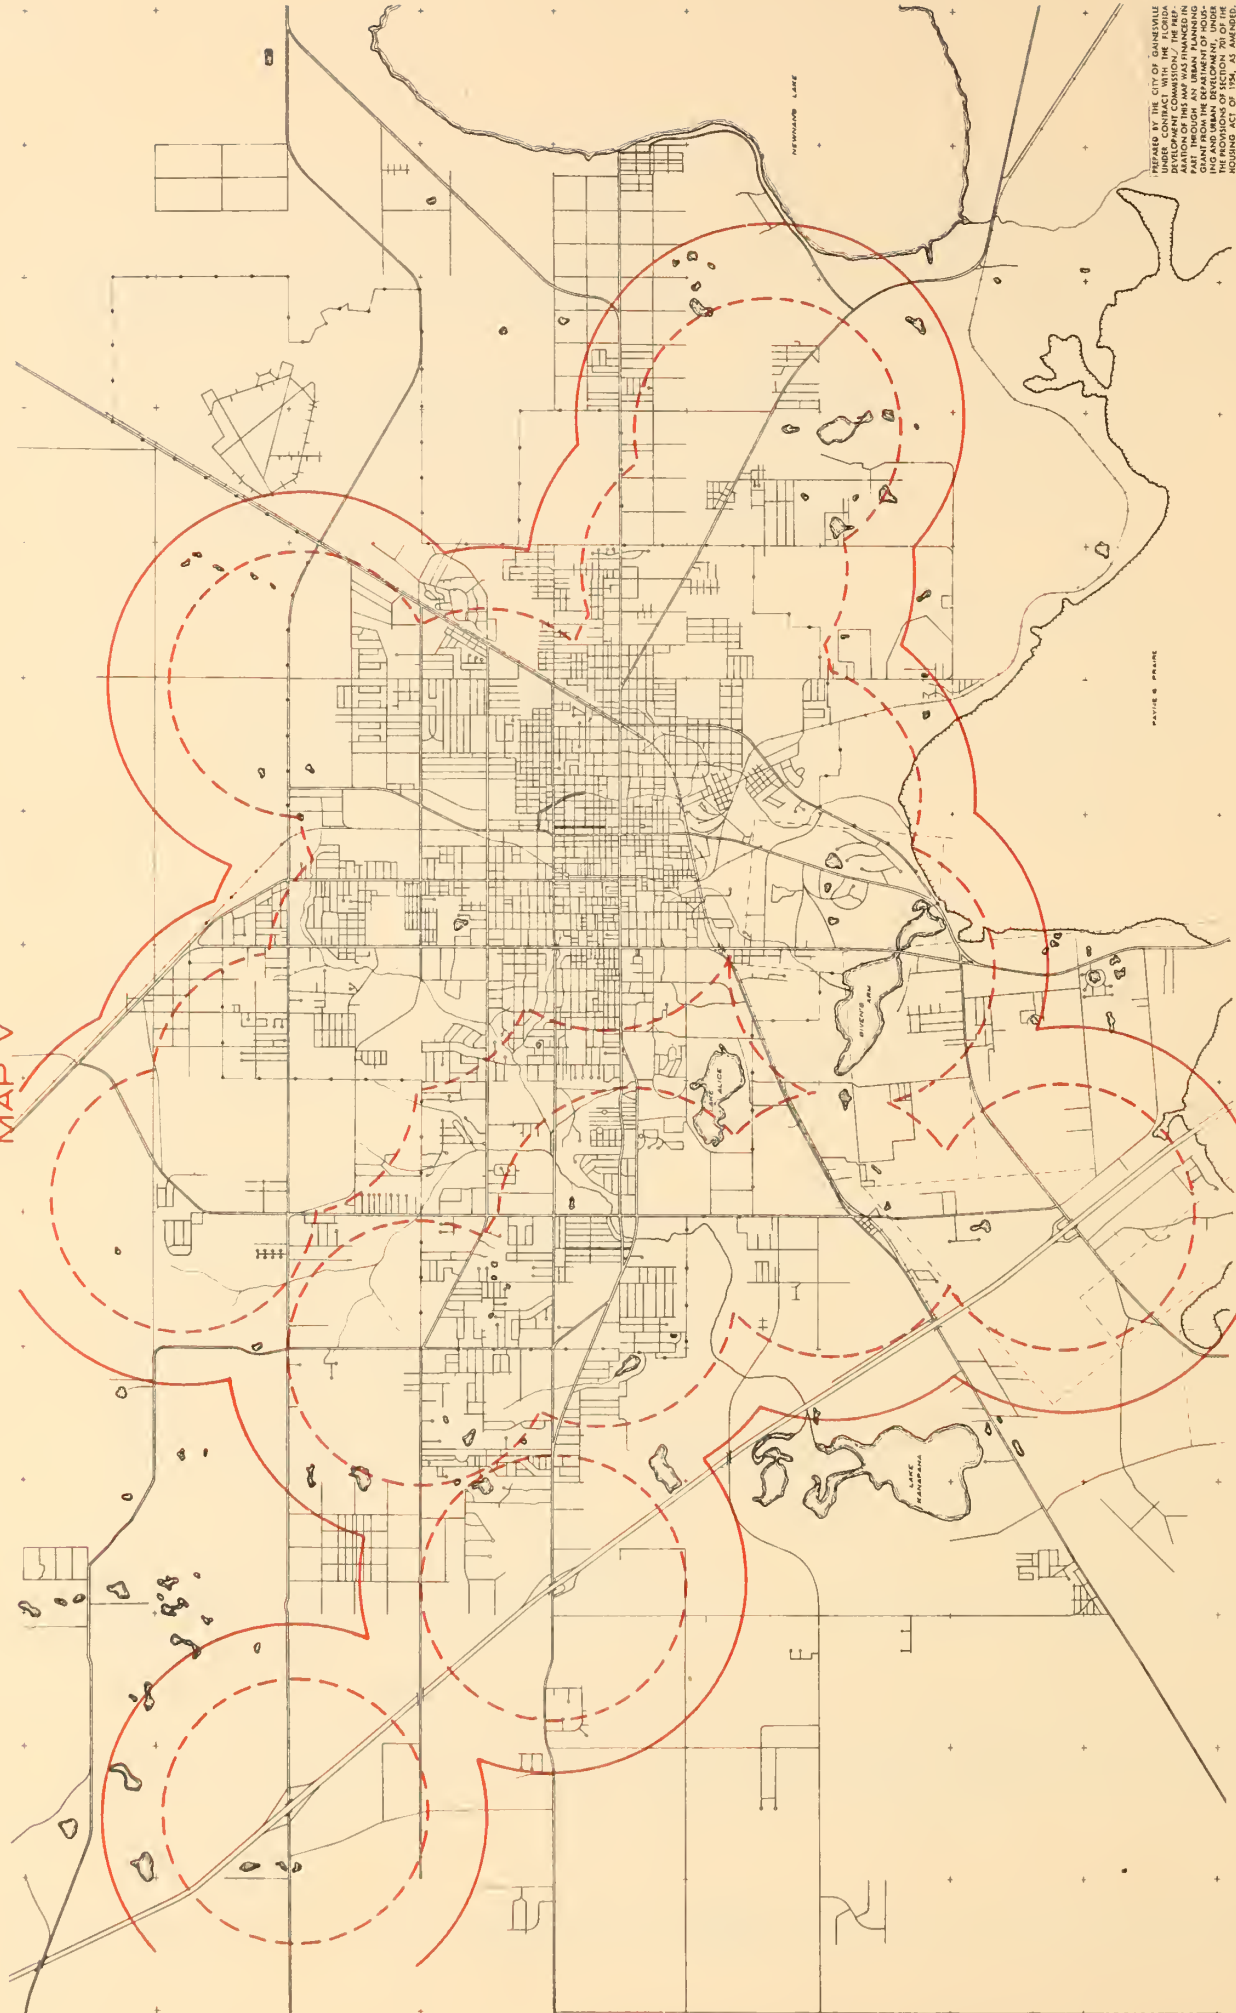 MAP V
NEWNANS LAKE
PREPARED BY THE CITY OF GAINESVILLE
UNDER CONTRACT WITH THE FLORIDA
DEVELOPMENT COMMISSION. THE PREP-
ARATION OF THIS MAP WAS FINANCED IN
PART THROUGH AN URBAN PLANNING
GRANT FROM THE DEPARTMENT OF HOUS-
ING AND URBAN DEVELOPMENT, UNDER
THE PROVISIONS OF SECTION 701 OF THE
HOUSING ACT OF 1954, AS AMENDED.
PAYNE'S PRAIRIE
BIVENS
ARM
LAKE
ALICE
LAKE
KANAPAHA